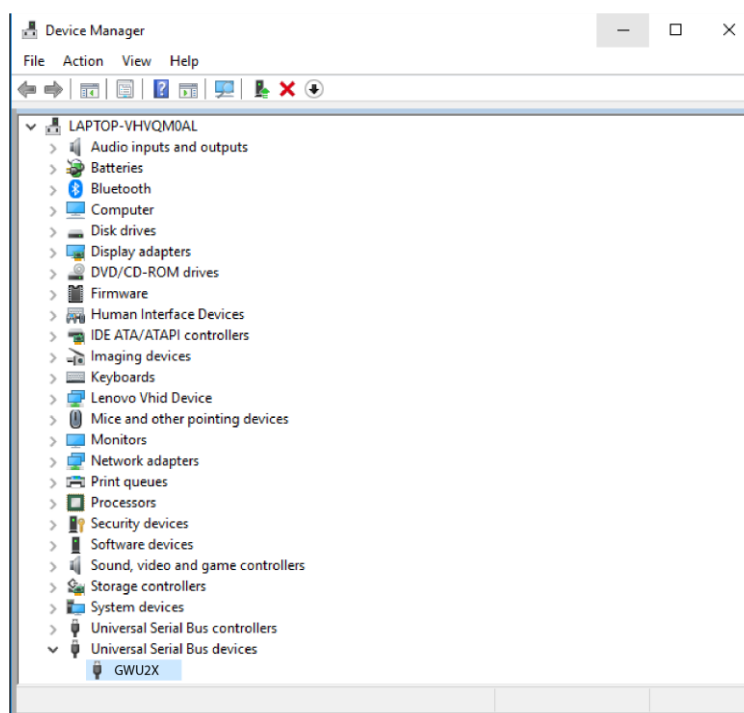 Device Manager
File Action View Help
LAPTOP-VHVQM0AL
Audio inputs and outputs
Batteries
Bluetooth
Computer
Disk drives
Display adapters
DVD/CD-ROM drives
Firmware
Human Interface Devices
IDE ATA/ATAPI controllers
Imaging devices
Keyboards
Lenovo Vhid Device
Mice and other pointing devices
Monitors
Network adapters
Print queues
Processors
Security devices
Software devices
Sound, video and game controllers
Storage controllers
System devices
Universal Serial Bus controllers
Universal Serial Bus devices
GWU2X